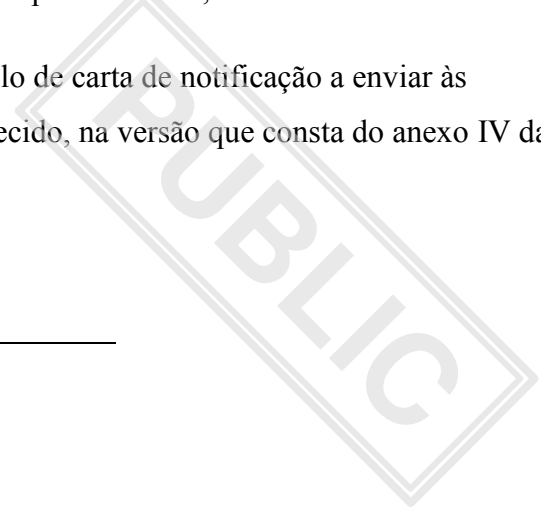 lo de carta de notificação a enviar às
ecido, na versão que consta do anexo IV da
PUBLIC